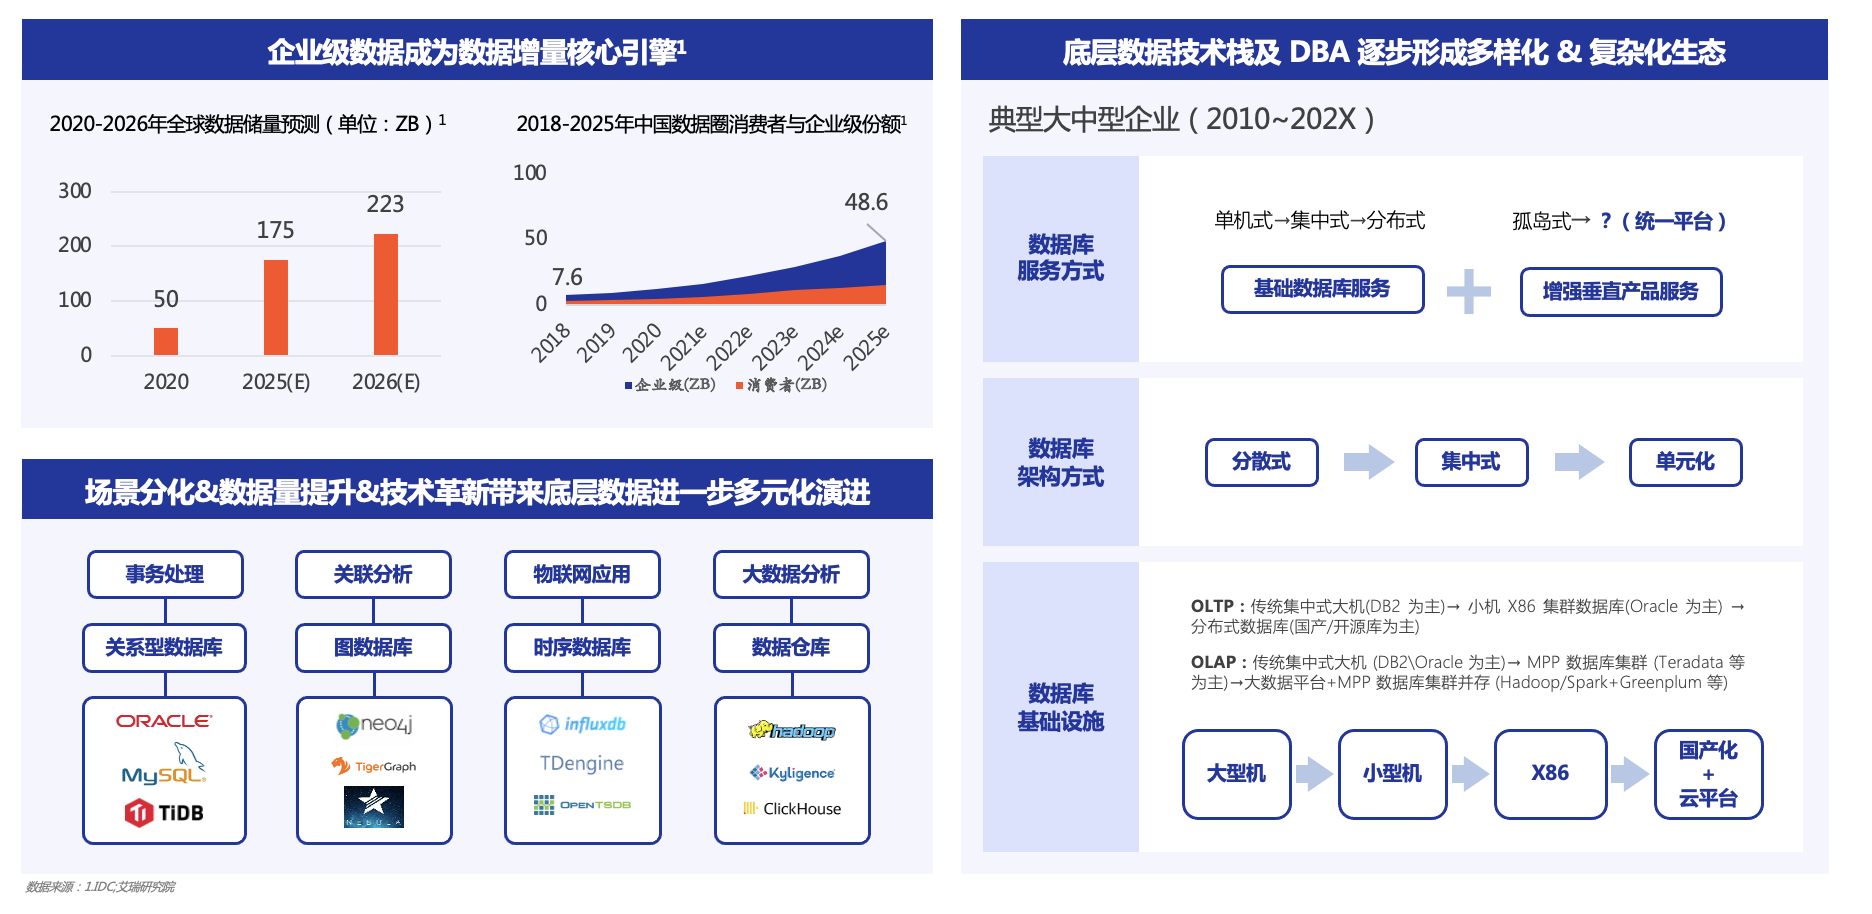 企业级数据成为数据增量核心引擎1
2020-2026年全球数据储量预测（单位：ZB）1
300
200
100
0
50
175
223
2020
2025(E)
2026(E)
2018-2025年中国数据圈消费者与企业级份额1
100
50
0
7.6
48.6
2018
2019
2020
2021e
2022e
2023e
2024e
2025e
企业级(ZB)
消费者(ZB)
场景分化&数据量提升&技术革新带来底层数据进一步多元化演进
事务处理
关联分析
物联网应用
大数据分析
关系型数据库
图数据库
时序数据库
数据仓库
ORACLE
MySQL
TiDB
neo4j
TigerGraph
NEBULA
influxdb
TDengine
OPENTSDB
hadoop
Kyligence
ClickHouse
数据来源：1.IDC;艾瑞研究院
底层数据技术栈及 DBA 逐步形成多样化 & 复杂化生态
典型大中型企业（2010~202X）
数据库
服务方式
单机式→集中式→分布式
孤岛式→？（统一平台）
基础数据库服务
增强垂直产品服务
数据库
架构方式
分散式
集中式
单元化
数据库
基础设施
OLTP：传统集中式大机(DB2 为主)→ 小机 X86 集群数据库(Oracle 为主) →
分布式数据库(国产/开源库为主)
OLAP：传统集中式大机 (DB2\Oracle 为主)→ MPP 数据库集群 (Teradata 等
为主)→大数据平台+MPP 数据库集群并存 (Hadoop/Spark+Greenplum 等)
大型机
小型机
X86
国产化
+
云平台